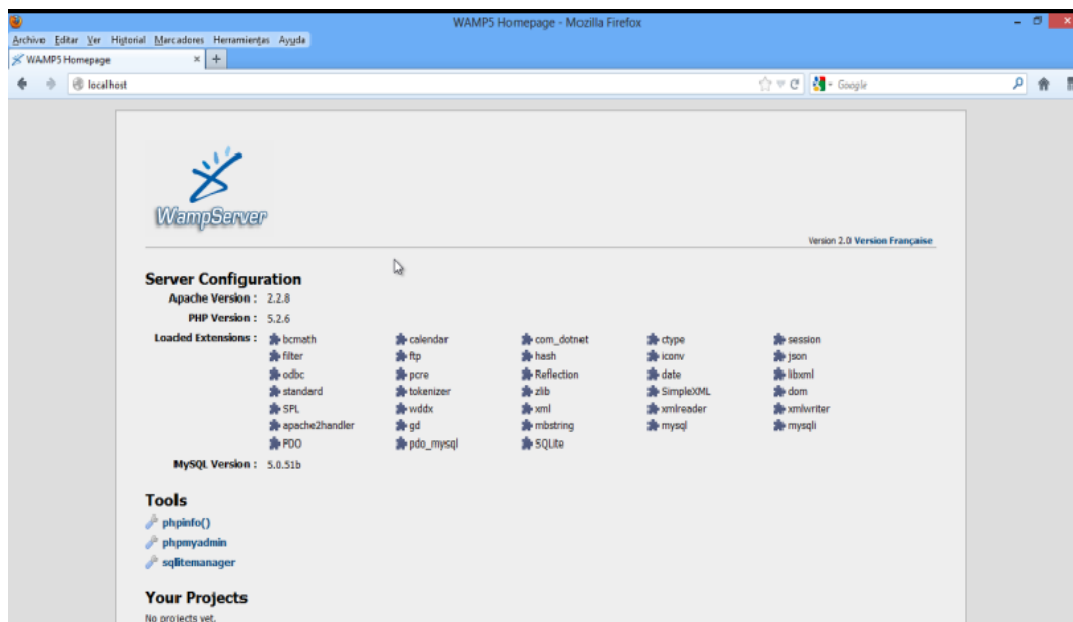 WAMP5 Homepage - Mozilla Firefox
Archivo Editar Ver Historial Marcadores Herramientas Ayuda
WAMP5 Homepage
localhost
Google
WampServer
Version 2.0 Version Française
Server Configuration
Apache Version : 2.2.8
PHP Version : 5.2.6
Loaded Extensions : bcmath calendar com_dotnet ctype session
filter ftp hash iconv json
odbc pcre Reflection date libxml
standard tokenizer zlib SimpleXML dom
SPL wddx xml xmlreader xmlwriter
apache2handler gd mbstring mysql mysqli
PDO pdo_mysql SQLite
MySQL Version : 5.0.51b
Tools
phpinfo()
phpmyadmin
sqlitemanager
Your Projects
No projects yet.